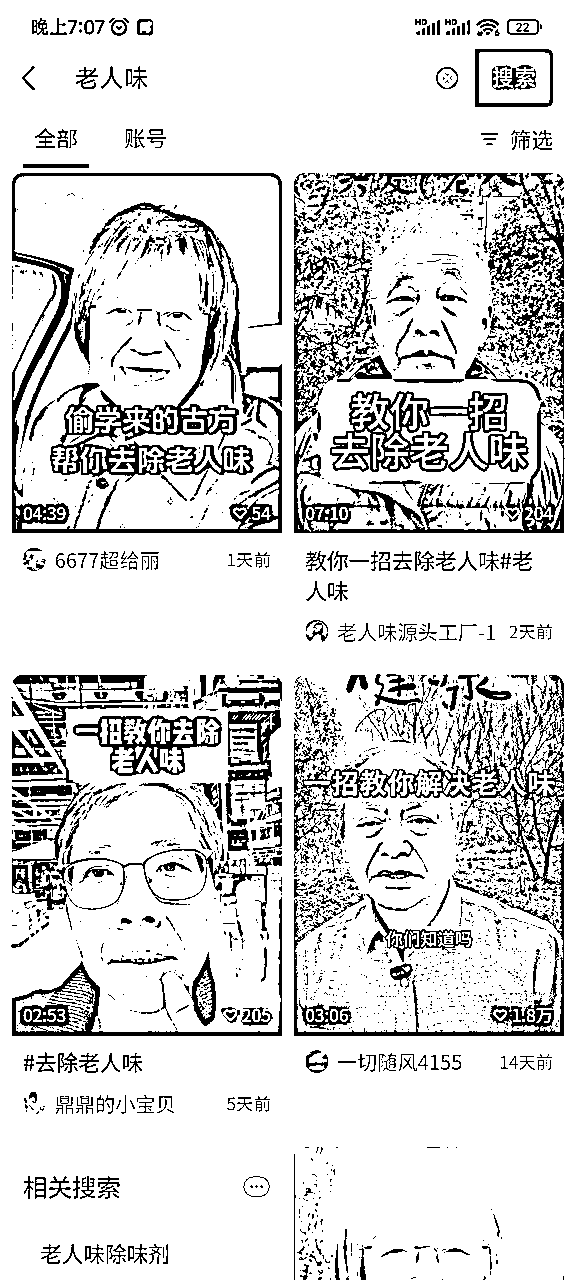 晚上7:07
HD HD 22
老人味
搜索
全部 账号 筛选
偷学来的古方
帮你去除老人味
04:39 54
6677超给丽 1天前
教你一招
去除老人味
07:10 204
教你一招去除老人味#老
人味
老人味源头工厂-1 2天前
一招教你去除
老人味
02:53 205
#去除老人味
鼎鼎的小宝贝 5天前
一招教你解决老人味
你们知道吗
03:06 1.8万
一切随风4155 14天前
相关搜索
老人味除味剂